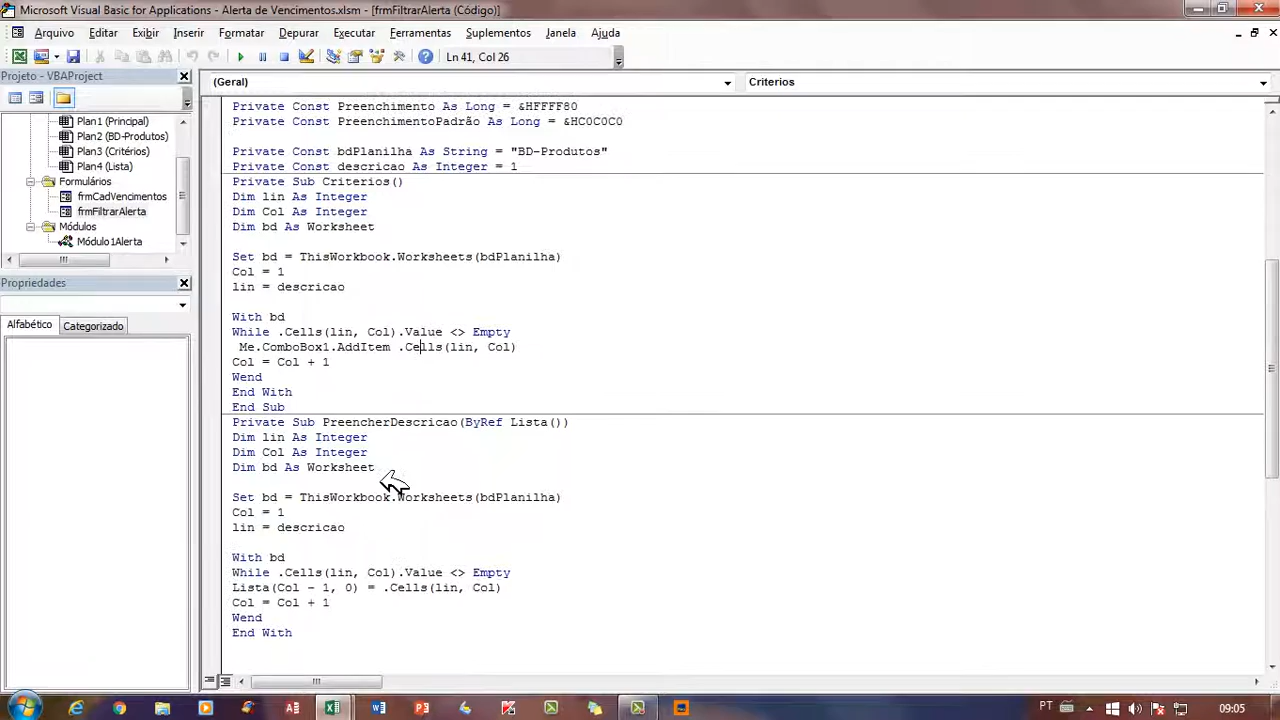 Microsoft Visual Basic for Applications - Alerta de Vencimentos.xlsm - [frmFiltrarAlerta (Código)]
Arquivo Editar Exibir Inserir Formatar Depurar Executar Ferramentas Suplementos Janela Ajuda
Ln 41, Col 26
Projeto - VBAProject
Plan1 (Principal)
Plan2 (BD-Produtos)
Plan3 (Critérios)
Plan4 (Lista)
Formulários
frmCadVencimentos
frmFiltrarAlerta
Módulos
Módulo1Alerta
Propriedades
Alfabético Categorizado
(Geral) Criterios
Private Const Preenchimento As Long = &HFFFF80
Private Const PreenchimentoPadrão As Long = &HC0C0C0
Private Const bdPlanilha As String = "BD-Produtos"
Private Const descricao As Integer = 1
Private Sub Criterios()
Dim lin As Integer
Dim Col As Integer
Dim bd As Worksheet
Set bd = ThisWorkbook.Worksheets(bdPlanilha)
Col = 1
lin = descricao
With bd
While .Cells(lin, Col).Value <> Empty
Me.ComboBox1.AddItem .Cells(lin, Col)
Col = Col + 1
Wend
End With
End Sub
Private Sub PreencherDescricao(ByRef Lista())
Dim lin As Integer
Dim Col As Integer
Dim bd As Worksheet
Set bd = ThisWorkbook.Worksheets(bdPlanilha)
Col = 1
lin = descricao
With bd
While .Cells(lin, Col).Value <> Empty
Lista(Col - 1, 0) = .Cells(lin, Col)
Col = Col + 1
Wend
End With
PT 09:05